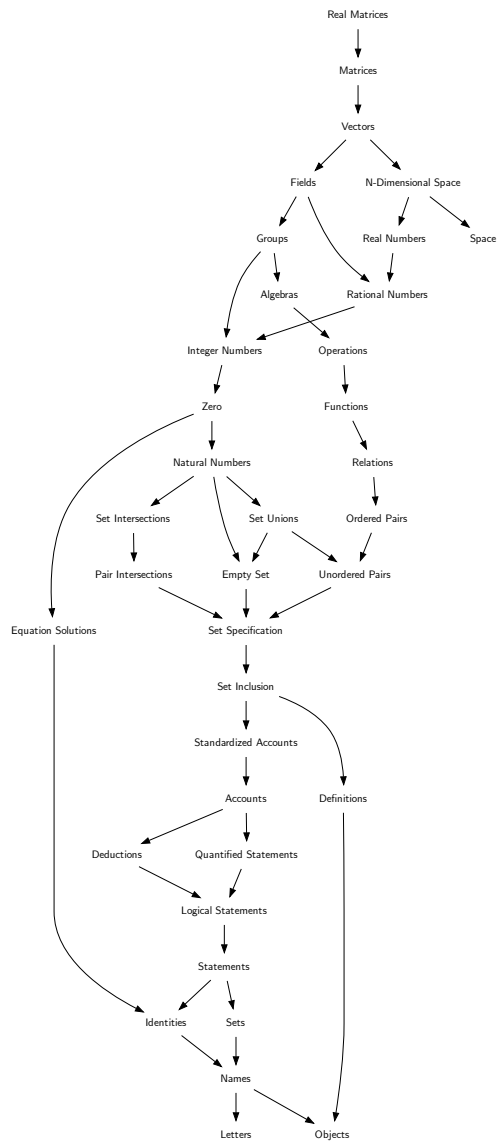 Real Matrices
Matrices
Vectors
Fields
N-Dimensional Space
Groups
Real Numbers
Space
Algebras
Rational Numbers
Integer Numbers
Operations
Zero
Functions
Natural Numbers
Relations
Set Intersections
Set Unions
Ordered Pairs
Pair Intersections
Empty Set
Unordered Pairs
Equation Solutions
Set Specification
Set Inclusion
Standardized Accounts
Accounts
Definitions
Deductions
Quantified Statements
Logical Statements
Statements
Identities
Sets
Names
Letters
Objects